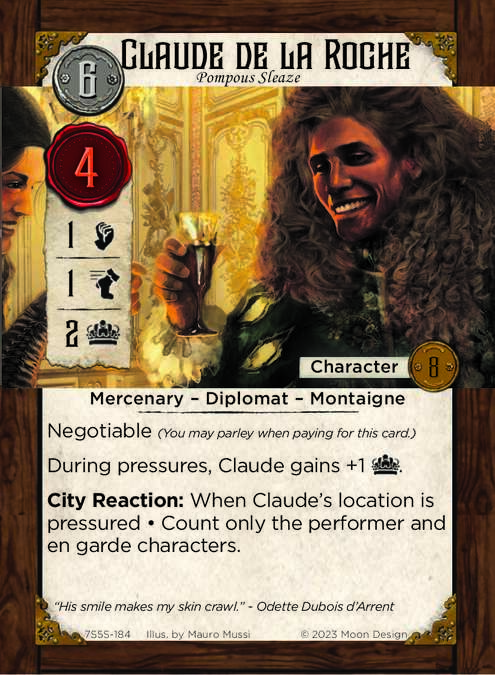 6
CLAUDE DE LA ROCHE
Pompous Sleaze
4
1
1
2
Character 8
Mercenary – Diplomat – Montaigne
Negotiable (You may parley when paying for this card.)
During pressures, Claude gains +1 .
City Reaction: When Claude's location is
pressured • Count only the performer and
en garde characters.
"His smile makes my skin crawl." - Odette Dubois d'Arrent
7S5S-184 Illus. by Mauro Mussi © 2023 Moon Design